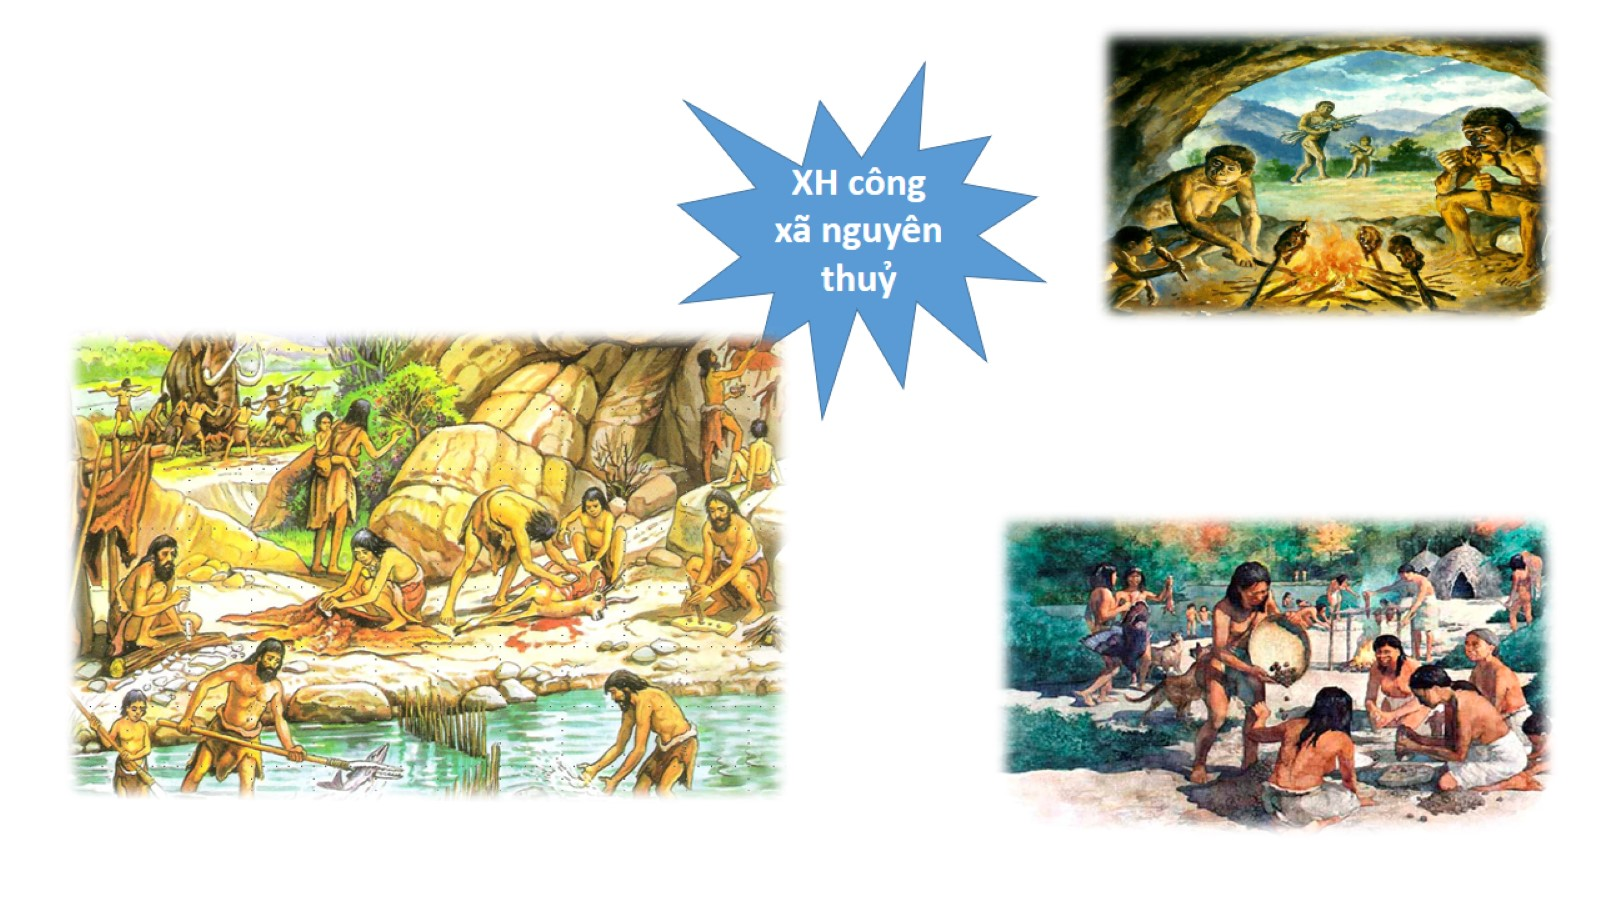 XH công
xã nguyên
thuỷ